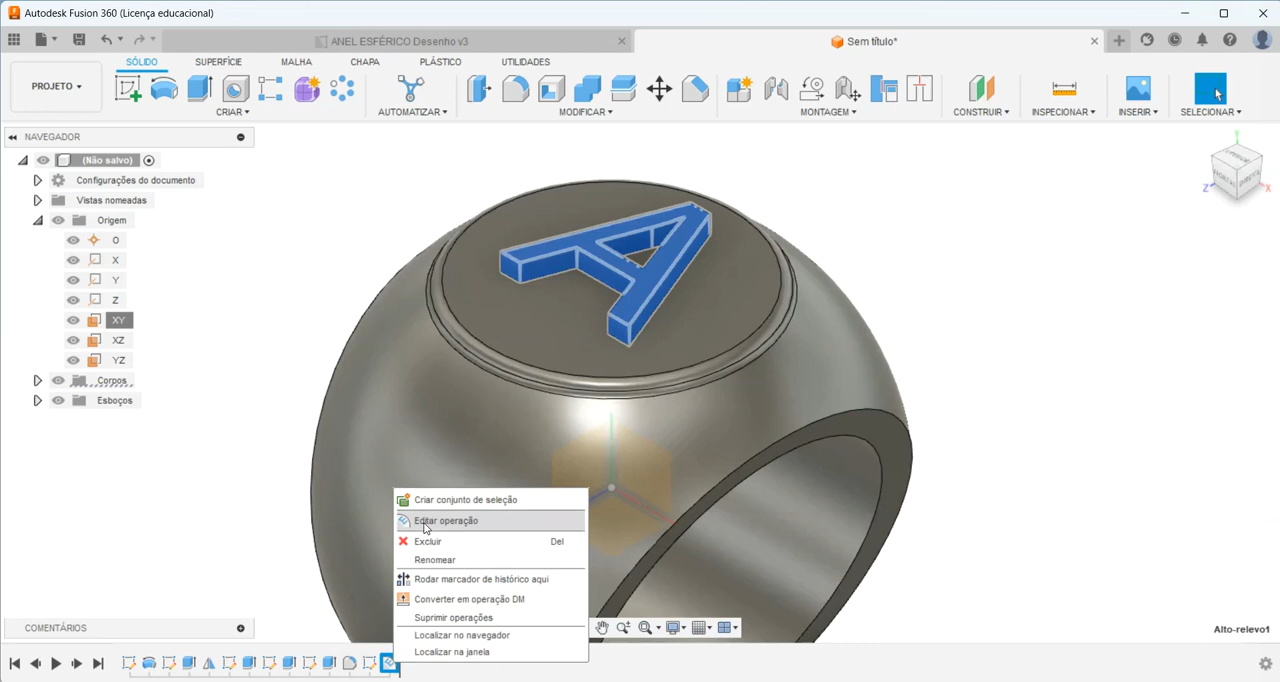 Autodesk Fusion 360 (Licença educacional)
ANEL ESFÉRICO Desenho v3
Sem título*
PROJETO
SÓLIDO
SUPERFÍCIE
MALHA
CHAPA
PLÁSTICO
UTILIDADES
CRIAR
AUTOMATIZAR
MODIFICAR
MONTAGEM
CONSTRUIR
INSPECIONAR
INSERIR
SELECIONAR
NAVEGADOR
(Não salvo)
Configurações do documento
Vistas nomeadas
Origem
O
X
Y
Z
XY
XZ
YZ
Corpos
Esboços
Y
Z
X
A
Criar conjunto de seleção
Editar operação
Excluir Del
Renomear
Rodar marcador de histórico aqui
Converter em operação DM
Suprimir operações
Localizar no navegador
Localizar na janela
COMENTÁRIOS
Alto-relevo1